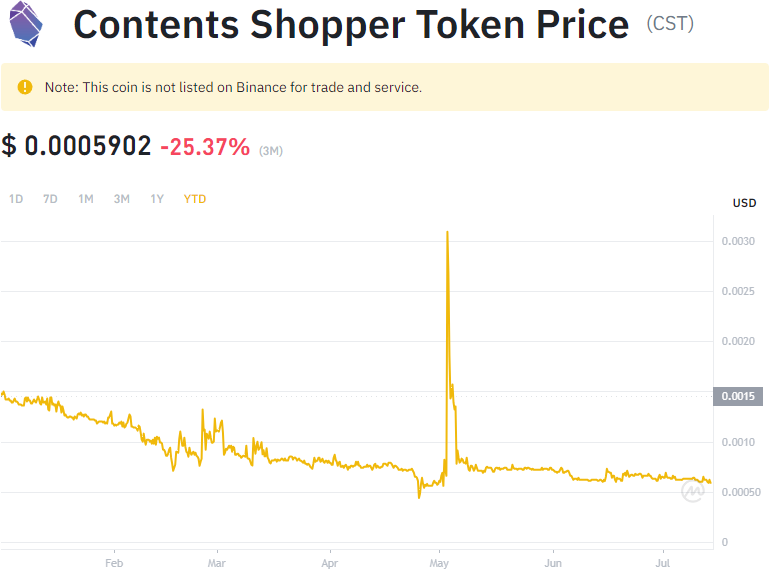 Contents Shopper Token Price (CST)
Note: This coin is not listed on Binance for trade and service.
$ 0.0005902 -25.37% (3M)
1D 7D 1M 3M 1Y YTD
USD
0.0030
0.0025
0.0020
0.0015
0.0010
0.00050
0
Feb Mar Apr May Jun Jul